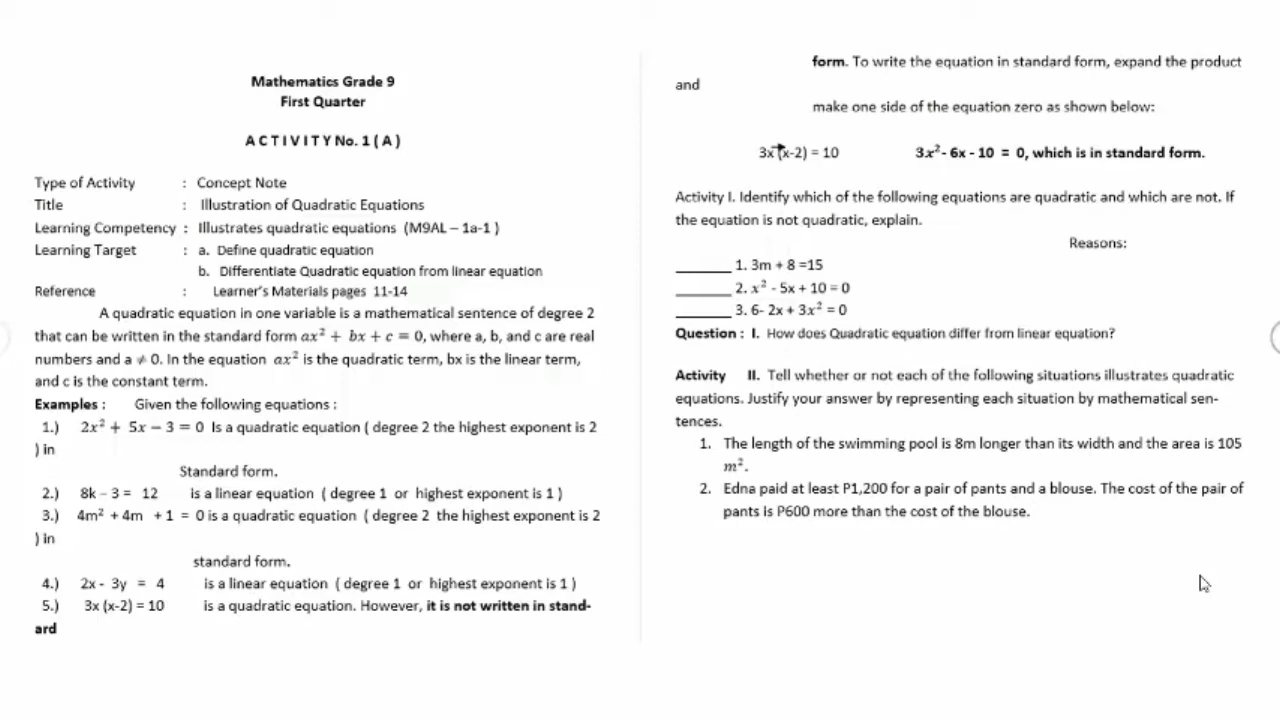 Mathematics Grade 9
First Quarter
A C T I V I T Y No. 1 ( A )
Type of Activity : Concept Note
Title : Illustration of Quadratic Equations
Learning Competency : Illustrates quadratic equations (M9AL – 1a-1 )
Learning Target : a. Define quadratic equation
b. Differentiate Quadratic equation from linear equation
Reference : Learner's Materials pages 11-14
A quadratic equation in one variable is a mathematical sentence of degree 2
that can be written in the standard form ax² + bx + c = 0, where a, b, and c are real
numbers and a ≠ 0. In the equation ax² is the quadratic term, bx is the linear term,
and c is the constant term.
Examples : Given the following equations :
1.) 2x² + 5x − 3 = 0 Is a quadratic equation ( degree 2 the highest exponent is 2
) in
Standard form.
2.) 8k – 3 = 12 is a linear equation ( degree 1 or highest exponent is 1 )
3.) 4m² + 4m + 1 = 0 is a quadratic equation ( degree 2 the highest exponent is 2
) in
standard form.
4.) 2x - 3y = 4 is a linear equation ( degree 1 or highest exponent is 1 )
5.) 3x (x-2) = 10 is a quadratic equation. However, it is not written in stand-
ard
form. To write the equation in standard form, expand the product
and
make one side of the equation zero as shown below:
3x (x-2) = 10 3x² - 6x - 10 = 0, which is in standard form.
Activity I. Identify which of the following equations are quadratic and which are not. If
the equation is not quadratic, explain.
Reasons:
_______ 1. 3m + 8 =15
_______ 2. x² - 5x + 10 = 0
_______ 3. 6- 2x + 3x² = 0
Question : I. How does Quadratic equation differ from linear equation?
Activity II. Tell whether or not each of the following situations illustrates quadratic
equations. Justify your answer by representing each situation by mathematical sen-
tences.
1. The length of the swimming pool is 8m longer than its width and the area is 105
m².
2. Edna paid at least P1,200 for a pair of pants and a blouse. The cost of the pair of
pants is P600 more than the cost of the blouse.